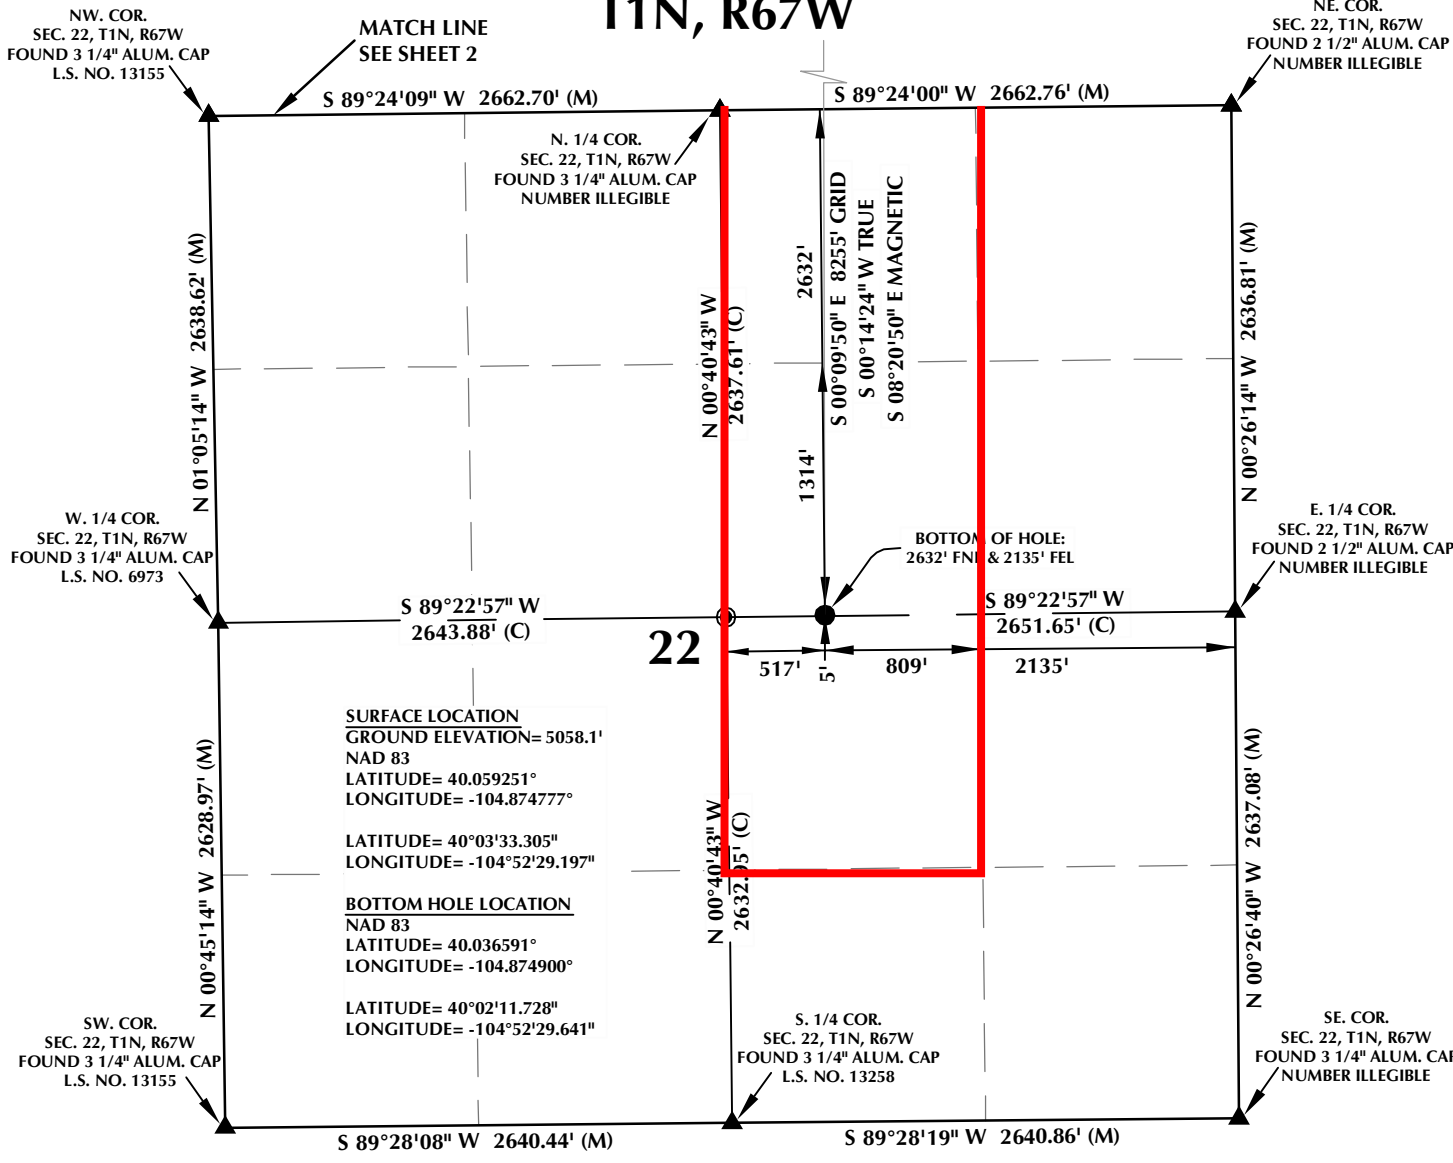 T1N, R67W
NW. COR.
SEC. 22, T1N, R67W
FOUND 3 1/4" ALUM. CAP
L.S. NO. 13155
MATCH LINE
SEE SHEET 2
NE. COR.
SEC. 22, T1N, R67W
FOUND 2 1/2" ALUM. CAP
NUMBER ILLEGIBLE
S 89°24'09" W 2662.70' (M)
S 89°24'00" W 2662.76' (M)
N. 1/4 COR.
SEC. 22, T1N, R67W
FOUND 3 1/4" ALUM. CAP
NUMBER ILLEGIBLE
N 01°05'14" W 2638.62' (M)
N 00°40'43" W
2637.61' (C)
2632'
1314'
S 00°09'50" E 8255' GRID
S 00°14'24" W TRUE
S 08°20'50" E MAGNETIC
N 00°26'14" W 2636.81' (M)
W. 1/4 COR.
SEC. 22, T1N, R67W
FOUND 3 1/4" ALUM. CAP
L.S. NO. 6973
BOTTOM OF HOLE:
2632' FNL & 2135' FEL
E. 1/4 COR.
SEC. 22, T1N, R67W
FOUND 2 1/2" ALUM. CAP
NUMBER ILLEGIBLE
S 89°22'57" W
2643.88' (C)
S 89°22'57" W
2651.65' (C)
22
517'
5'
809'
2135'
SURFACE LOCATION
GROUND ELEVATION= 5058.1'
NAD 83
LATITUDE= 40.059251°
LONGITUDE= -104.874777°
LATITUDE= 40°03'33.305"
LONGITUDE= -104°52'29.197"
BOTTOM HOLE LOCATION
NAD 83
LATITUDE= 40.036591°
LONGITUDE= -104.874900°
LATITUDE= 40°02'11.728"
LONGITUDE= -104°52'29.641"
N 00°45'14" W 2628.97' (M)
N 00°40'43" W
2632.95' (C)
N 00°26'40" W 2637.08' (M)
SW. COR.
SEC. 22, T1N, R67W
FOUND 3 1/4" ALUM. CAP
L.S. NO. 13155
S. 1/4 COR.
SEC. 22, T1N, R67W
FOUND 3 1/4" ALUM. CAP
L.S. NO. 13258
SE. COR.
SEC. 22, T1N, R67W
FOUND 3 1/4" ALUM. CAP
NUMBER ILLEGIBLE
S 89°28'08" W 2640.44' (M)
S 89°28'19" W 2640.86' (M)